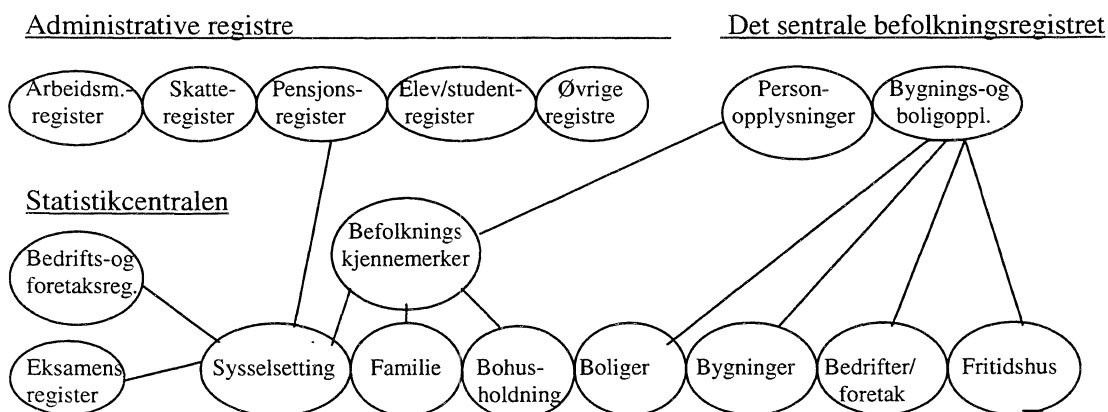 Administrative registre
Det sentrale befolkningsregistret
Arbeidsm.-
register
Skatte-
register
Pensjons-
register
Elev/student-
register
Øvrige
registre
Person-
opplysninger
Bygnings-og
boligoppl.
Statistikcentralen
Bedrifts-og
foretaksreg.
Befolknings
kjennemerker
Eksamens
register
Sysselsetting
Familie
Bohus-
holdning
Boliger
Bygninger
Bedrifter/
foretak
Fritidshus